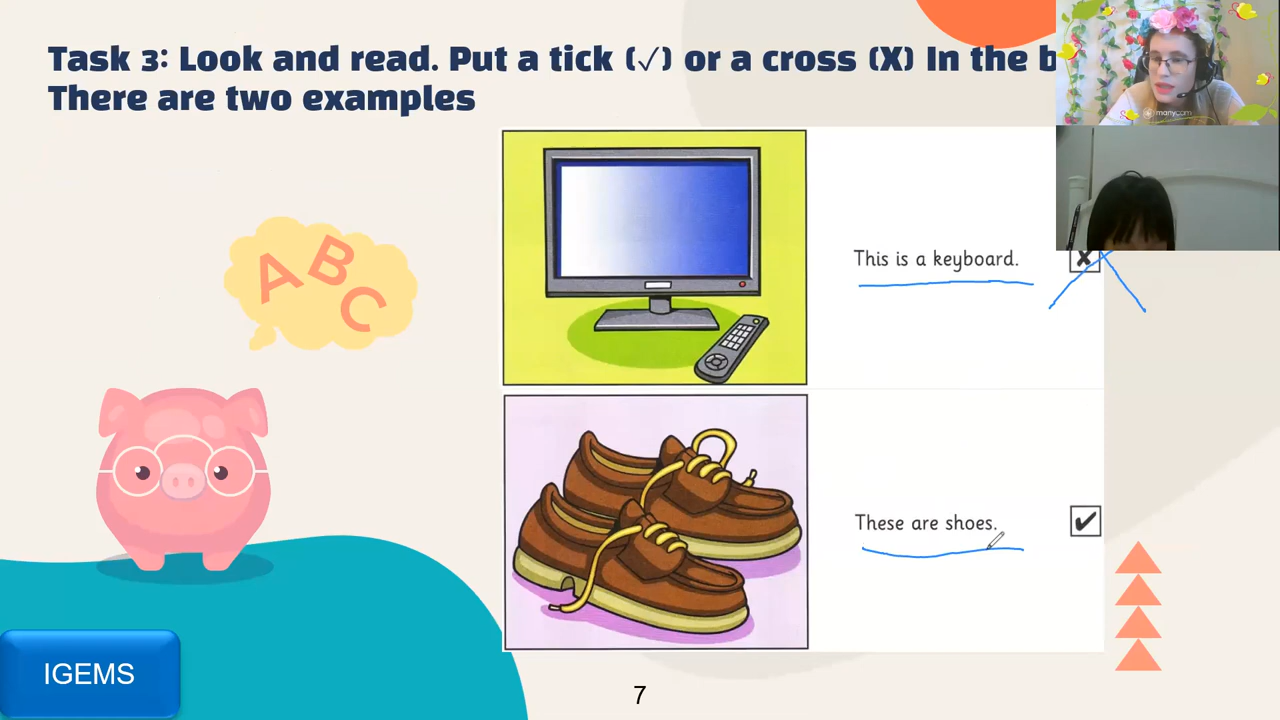 Task 3: Look and read. Put a tick (✓) or a cross (X) In the b
There are two examples
manycam
A B C
This is a keyboard.
X
These are shoes.
✔
IGEMS
7